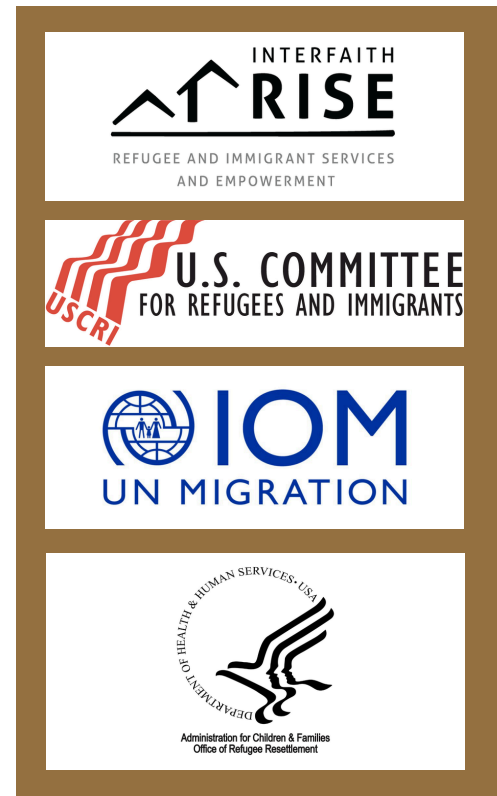 INTERFAITH
RISE
REFUGEE AND IMMIGRANT SERVICES
AND EMPOWERMENT
USCRI
U.S. COMMITTEE
FOR REFUGEES AND IMMIGRANTS
IOM
UN MIGRATION
DEPARTMENT OF HEALTH & HUMAN SERVICES • USA
Administration for Children & Families
Office of Refugee Resettlement